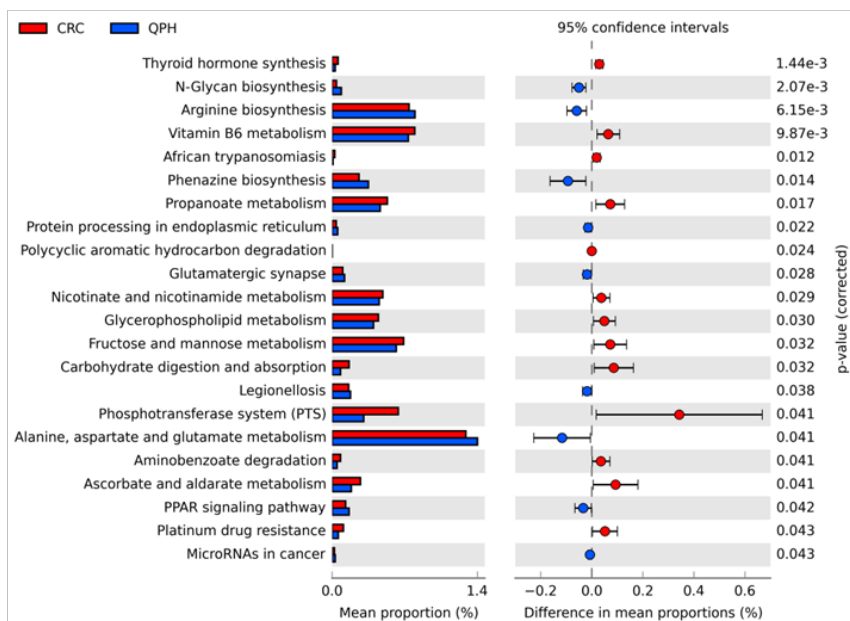 CRC QPH
95% confidence intervals
Thyroid hormone synthesis 1.44e-3
N-Glycan biosynthesis 2.07e-3
Arginine biosynthesis 6.15e-3
Vitamin B6 metabolism 9.87e-3
African trypanosomiasis 0.012
Phenazine biosynthesis 0.014
Propanoate metabolism 0.017
Protein processing in endoplasmic reticulum 0.022
Polycyclic aromatic hydrocarbon degradation 0.024
Glutamatergic synapse 0.028
Nicotinate and nicotinamide metabolism 0.029
Glycerophospholipid metabolism 0.030
Fructose and mannose metabolism 0.032
Carbohydrate digestion and absorption 0.032
Legionellosis 0.038
Phosphotransferase system (PTS) 0.041
Alanine, aspartate and glutamate metabolism 0.041
Aminobenzoate degradation 0.041
Ascorbate and aldarate metabolism 0.041
PPAR signaling pathway 0.042
Platinum drug resistance 0.043
MicroRNAs in cancer 0.043
p-value (corrected)
0.0 1.4 −0.2 0.0 0.2 0.4 0.6
Mean proportion (%) Difference in mean proportions (%)